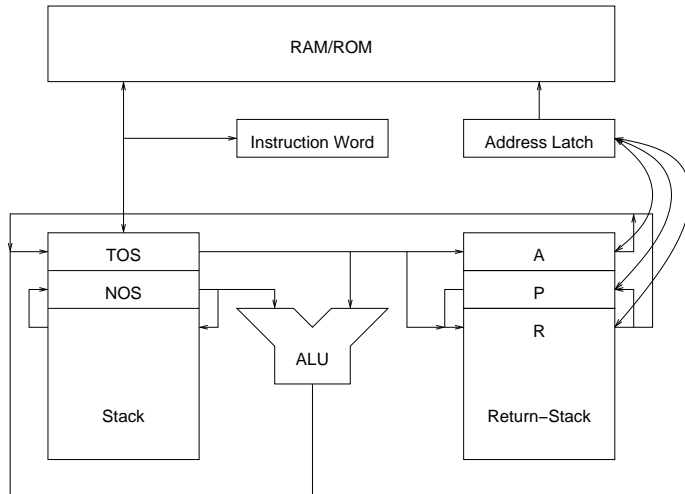 RAM/ROM
Instruction Word
Address Latch
TOS
A
NOS
P
R
ALU
Stack
Return−Stack